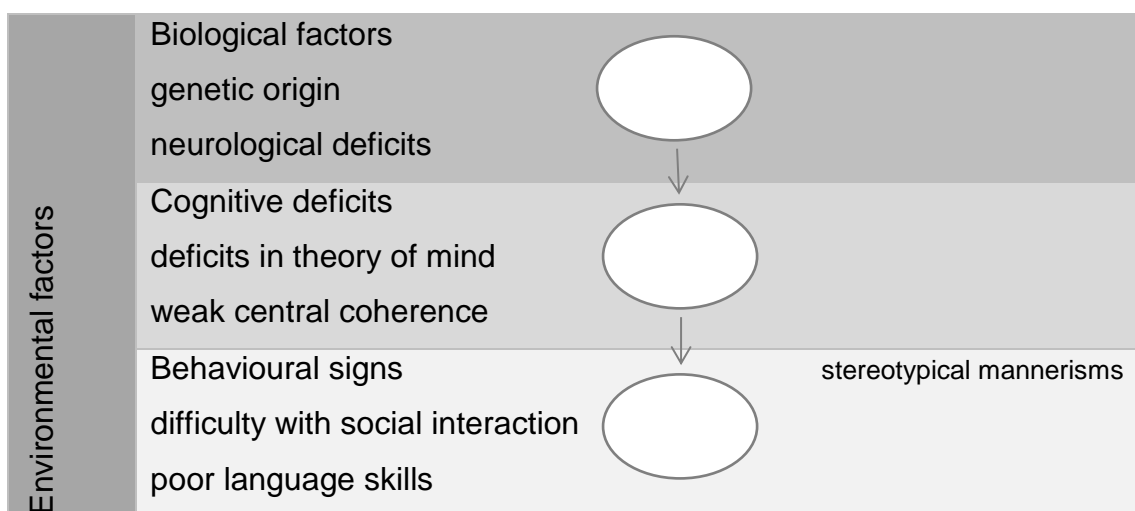 Environmental factors
Biological factors
genetic origin
neurological deficits
Cognitive deficits
deficits in theory of mind
weak central coherence
Behavioural signs
stereotypical mannerisms
difficulty with social interaction
poor language skills